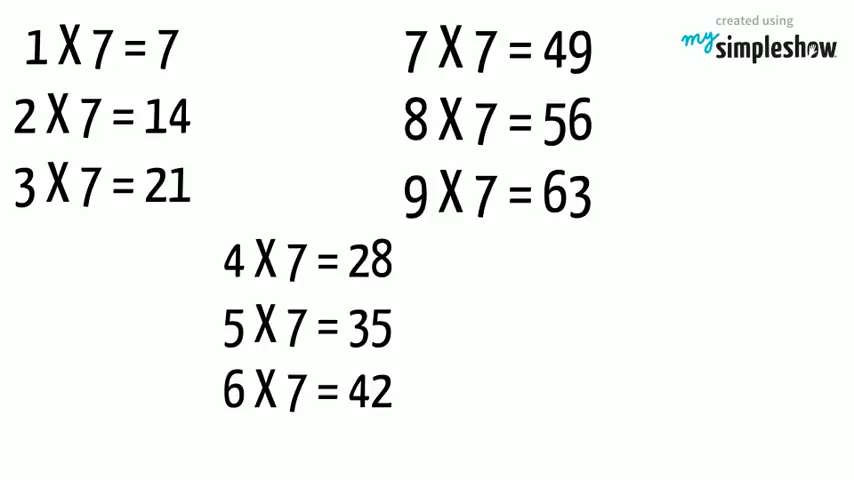 1 X 7 = 7
2 X 7 = 14
3 X 7 = 21
4 X 7 = 28
5 X 7 = 35
6 X 7 = 42
7 X 7 = 49
8 X 7 = 56
9 X 7 = 63
created using
my simpleshow.